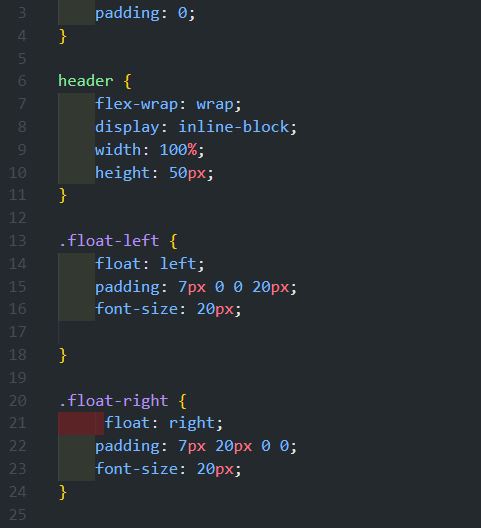 3 padding: 0;
4 }
5
6 header {
7 flex-wrap: wrap;
8 display: inline-block;
9 width: 100%;
10 height: 50px;
11 }
12
13 .float-left {
14 float: left;
15 padding: 7px 0 0 20px;
16 font-size: 20px;
17
18 }
19
20 .float-right {
21 float: right;
22 padding: 7px 20px 0 0;
23 font-size: 20px;
24 }
25